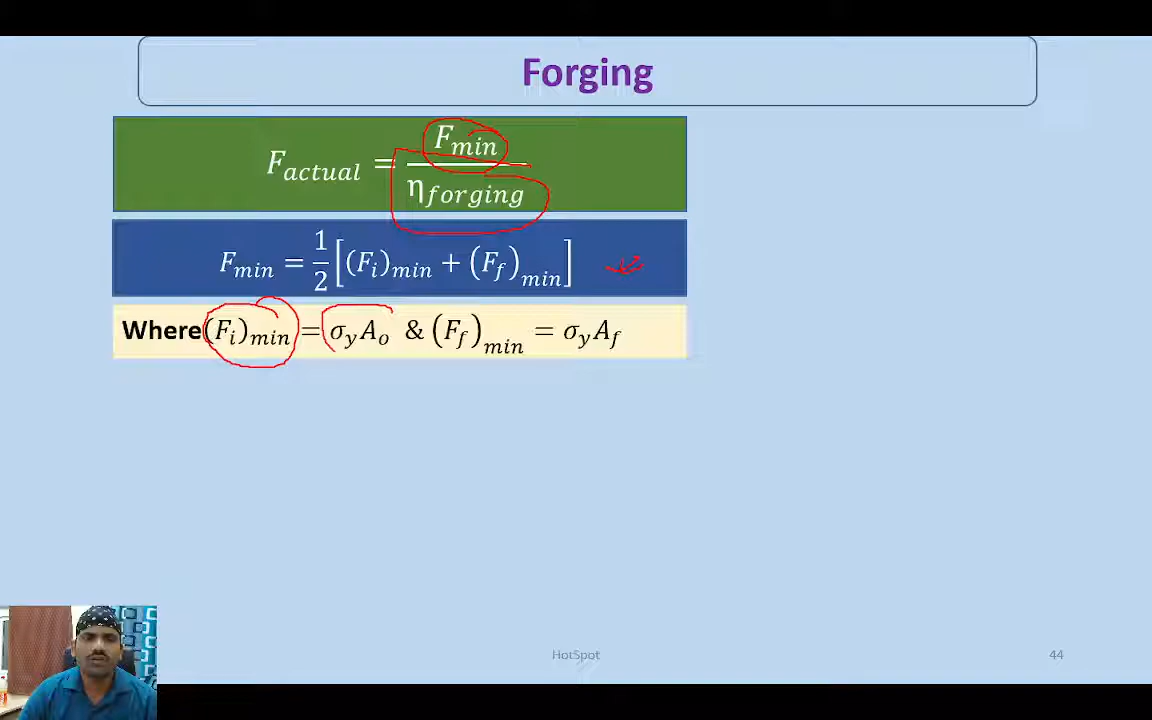 Forging
F_actual = F_min / η_forging
F_min = 1/2 [(F_i)_min + (F_f)_min]
Where (F_i)_min = σ_y A_o & (F_f)_min = σ_y A_f
HotSpot 44